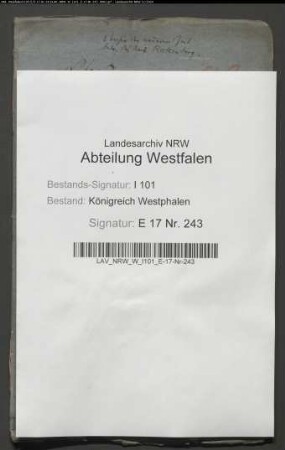 Landesarchiv NRW
Abteilung Westfalen
Bestands-Signatur: I 101
Bestand: Königreich Westphalen
Signatur: E 17 Nr. 243
LAV_NRW_W_I101_E-17-Nr-243